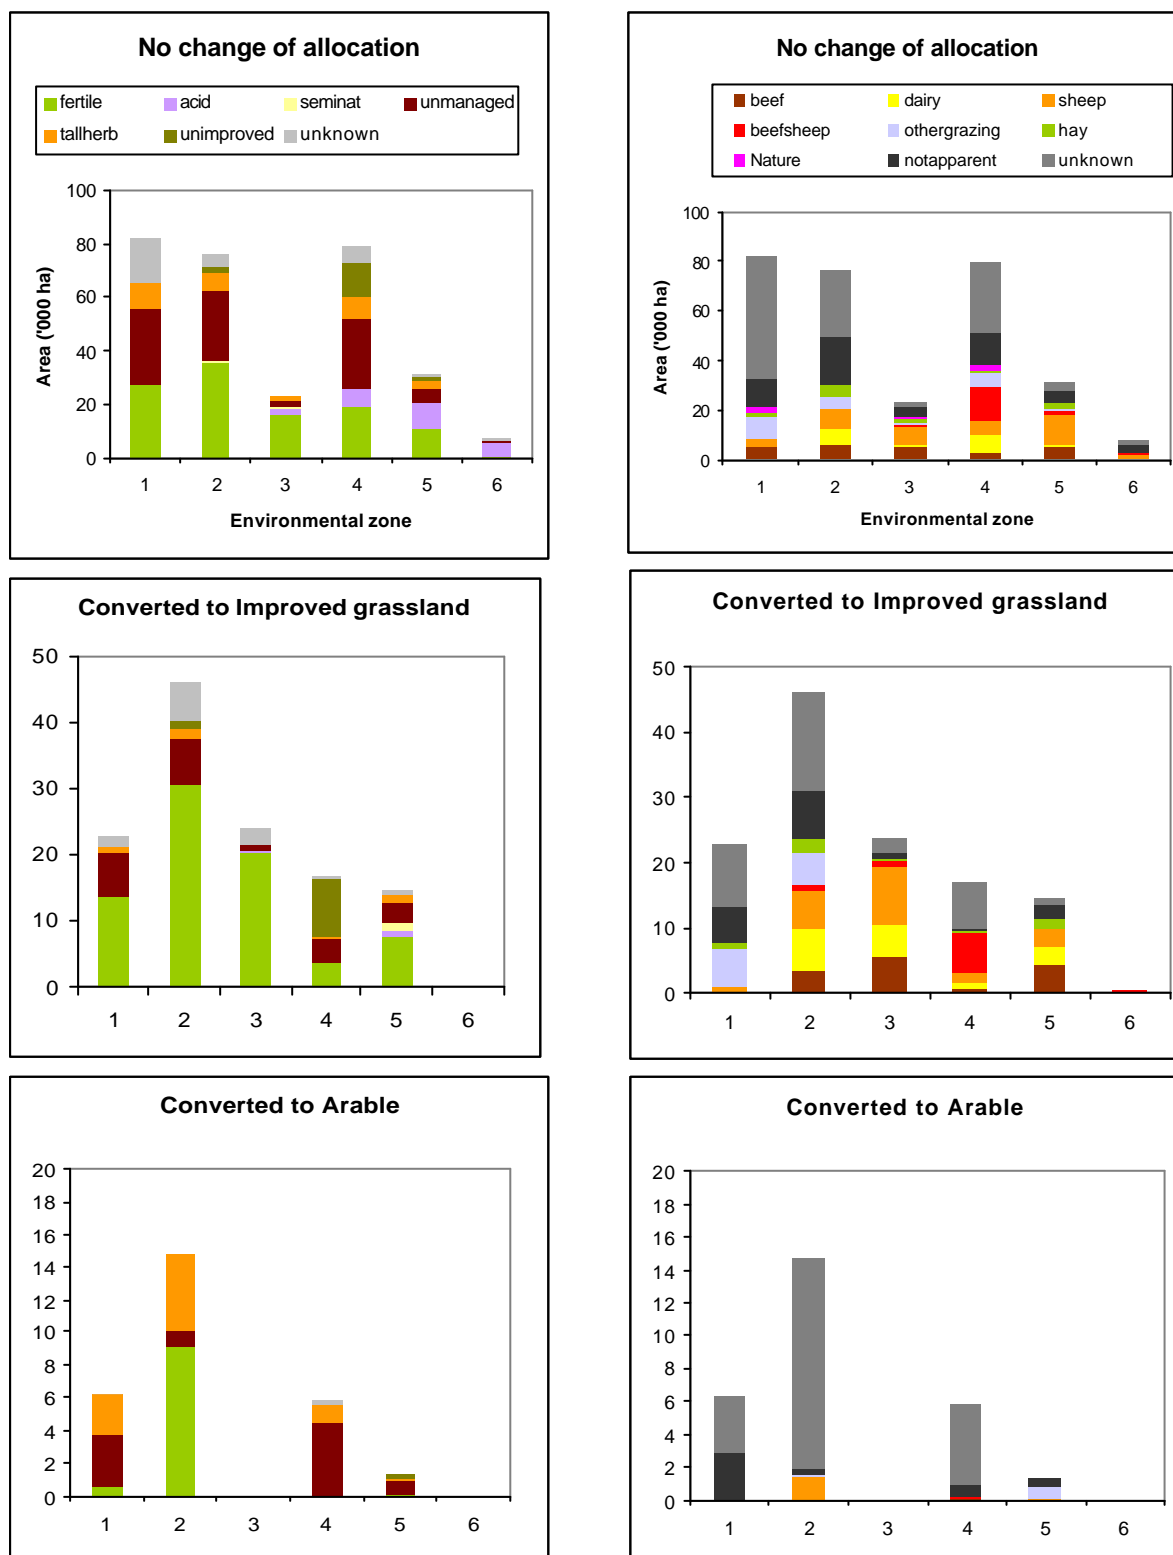 No change of allocation
fertile acid seminat unmanaged
tallherb unimproved unknown
100
80
60
40
20
0
Area ('000 ha)
1 2 3 4 5 6
Environmental zone
No change of allocation
beef dairy sheep
beefsheep othergrazing hay
Nature notapparent unknown
100
80
60
40
20
0
Area ('000 ha)
1 2 3 4 5 6
Environmental zone
Converted to Improved grassland
50
40
30
20
10
0
1 2 3 4 5 6
Converted to Improved grassland
50
40
30
20
10
0
1 2 3 4 5 6
Converted to Arable
20
18
16
14
12
10
8
6
4
2
0
1 2 3 4 5 6
Converted to Arable
20
18
16
14
12
10
8
6
4
2
0
1 2 3 4 5 6